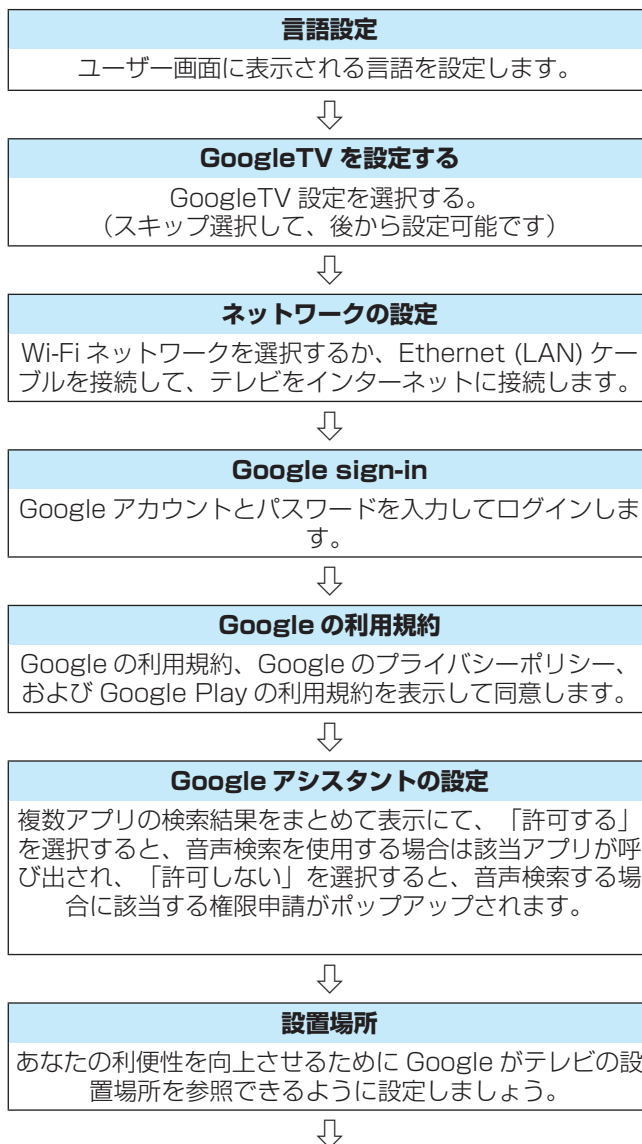 言語設定
ユーザー画面に表示される言語を設定します。
GoogleTV を設定する
GoogleTV 設定を選択する。
（スキップ選択して、後から設定可能です）
ネットワークの設定
Wi-Fi ネットワークを選択するか、Ethernet (LAN) ケー
ブルを接続して、テレビをインターネットに接続します。
Google sign-in
Google アカウントとパスワードを入力してログインしま
す。
Google の利用規約
Google の利用規約、Google のプライバシーポリシー、
および Google Play の利用規約を表示して同意します。
Google アシスタントの設定
複数アプリの検索結果をまとめて表示にて、「許可する」
を選択すると、音声検索を使用する場合は該当アプリが呼
び出され、「許可しない」を選択すると、音声検索する場
合に該当する権限申請がポップアップされます。
設置場所
あなたの利便性を向上させるために Google がテレビの設
置場所を参照できるように設定しましょう。